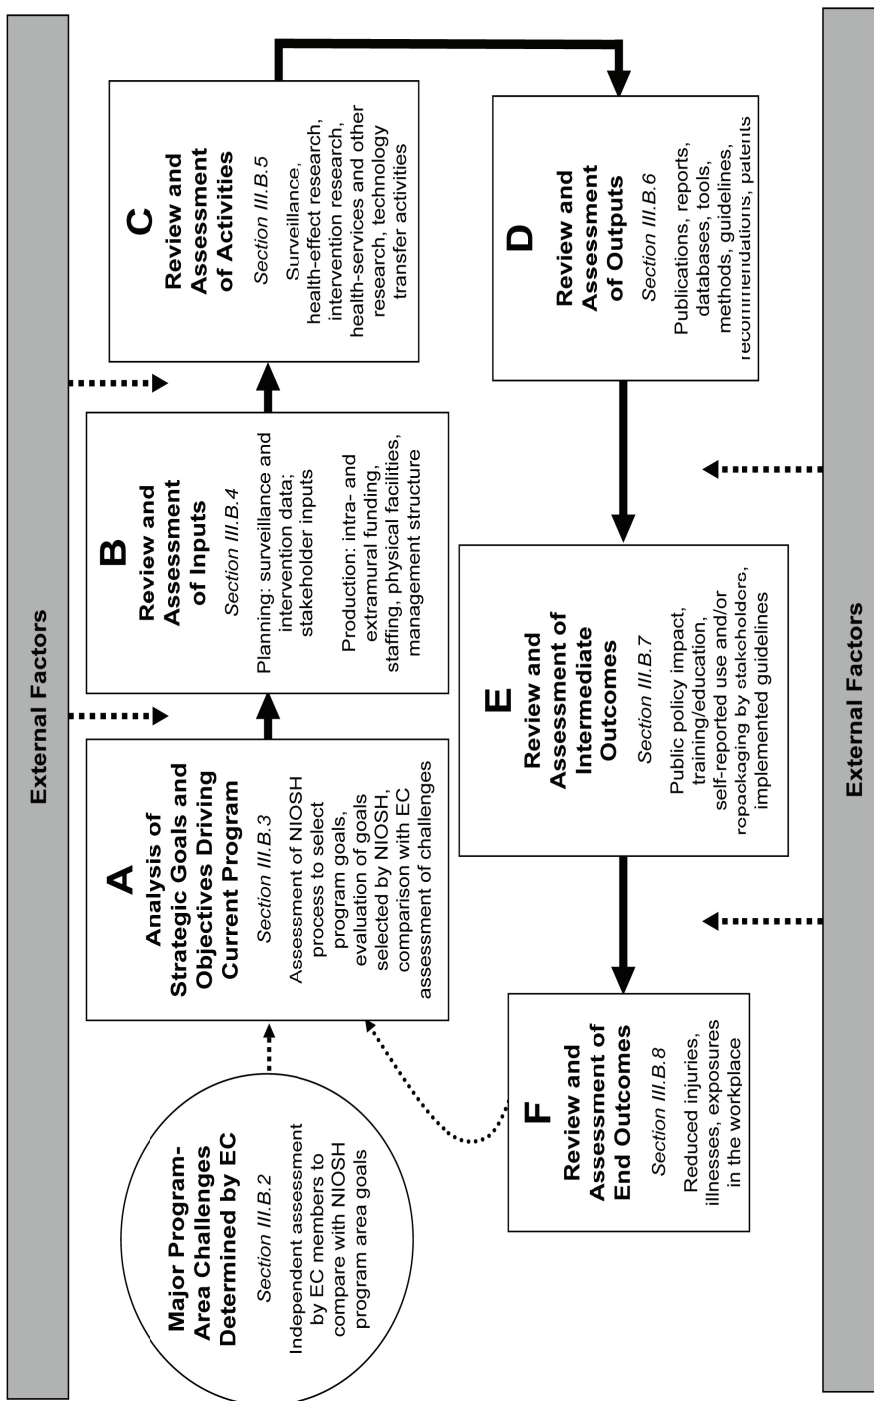 External Factors
Major Program-
Area Challenges
Determined by EC
Section III.B.2
Independent assessment
by EC members to
compare with NIOSH
program area goals
A
Analysis of
Strategic Goals and
Objectives Driving
Current Program
Section III.B.3
Assessment of NIOSH
process to select
program goals,
evaluation of goals
selected by NIOSH,
comparison with EC
assessment of challenges
B
Review and
Assessment
of Inputs
Section III.B.4
Planning: surveillance and
intervention data;
stakeholder inputs
Production: intra- and
extramural funding,
staffing, physical facilities,
management structure
C
Review and
Assessment
of Activities
Section III.B.5
Surveillance,
health-effect research,
intervention research,
health-services and other
research, technology
transfer activities
D
Review and
Assessment
of Outputs
Section III.B.6
Publications, reports,
databases, tools,
methods, guidelines,
recommendations, patents
E
Review and
Assessment of
Intermediate
Outcomes
Section III.B.7
Public policy impact,
training/education,
self-reported use and/or
repackaging by stakeholders,
implemented guidelines
F
Review and
Assessment of
End Outcomes
Section III.B.8
Reduced injuries,
illnesses, exposures
in the workplace
External Factors